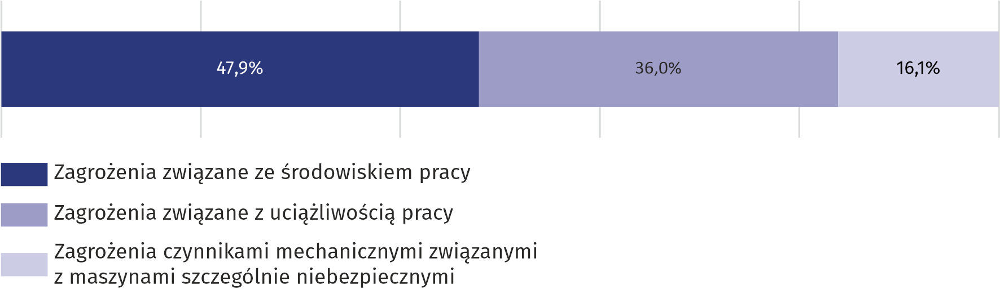 47,9%
36,0%
16,1%
Zagrożenia związane ze środowiskiem pracy
Zagrożenia związane z uciążliwością pracy
Zagrożenia czynnikami mechanicznymi związanymi
z maszynami szczególnie niebezpiecznymi